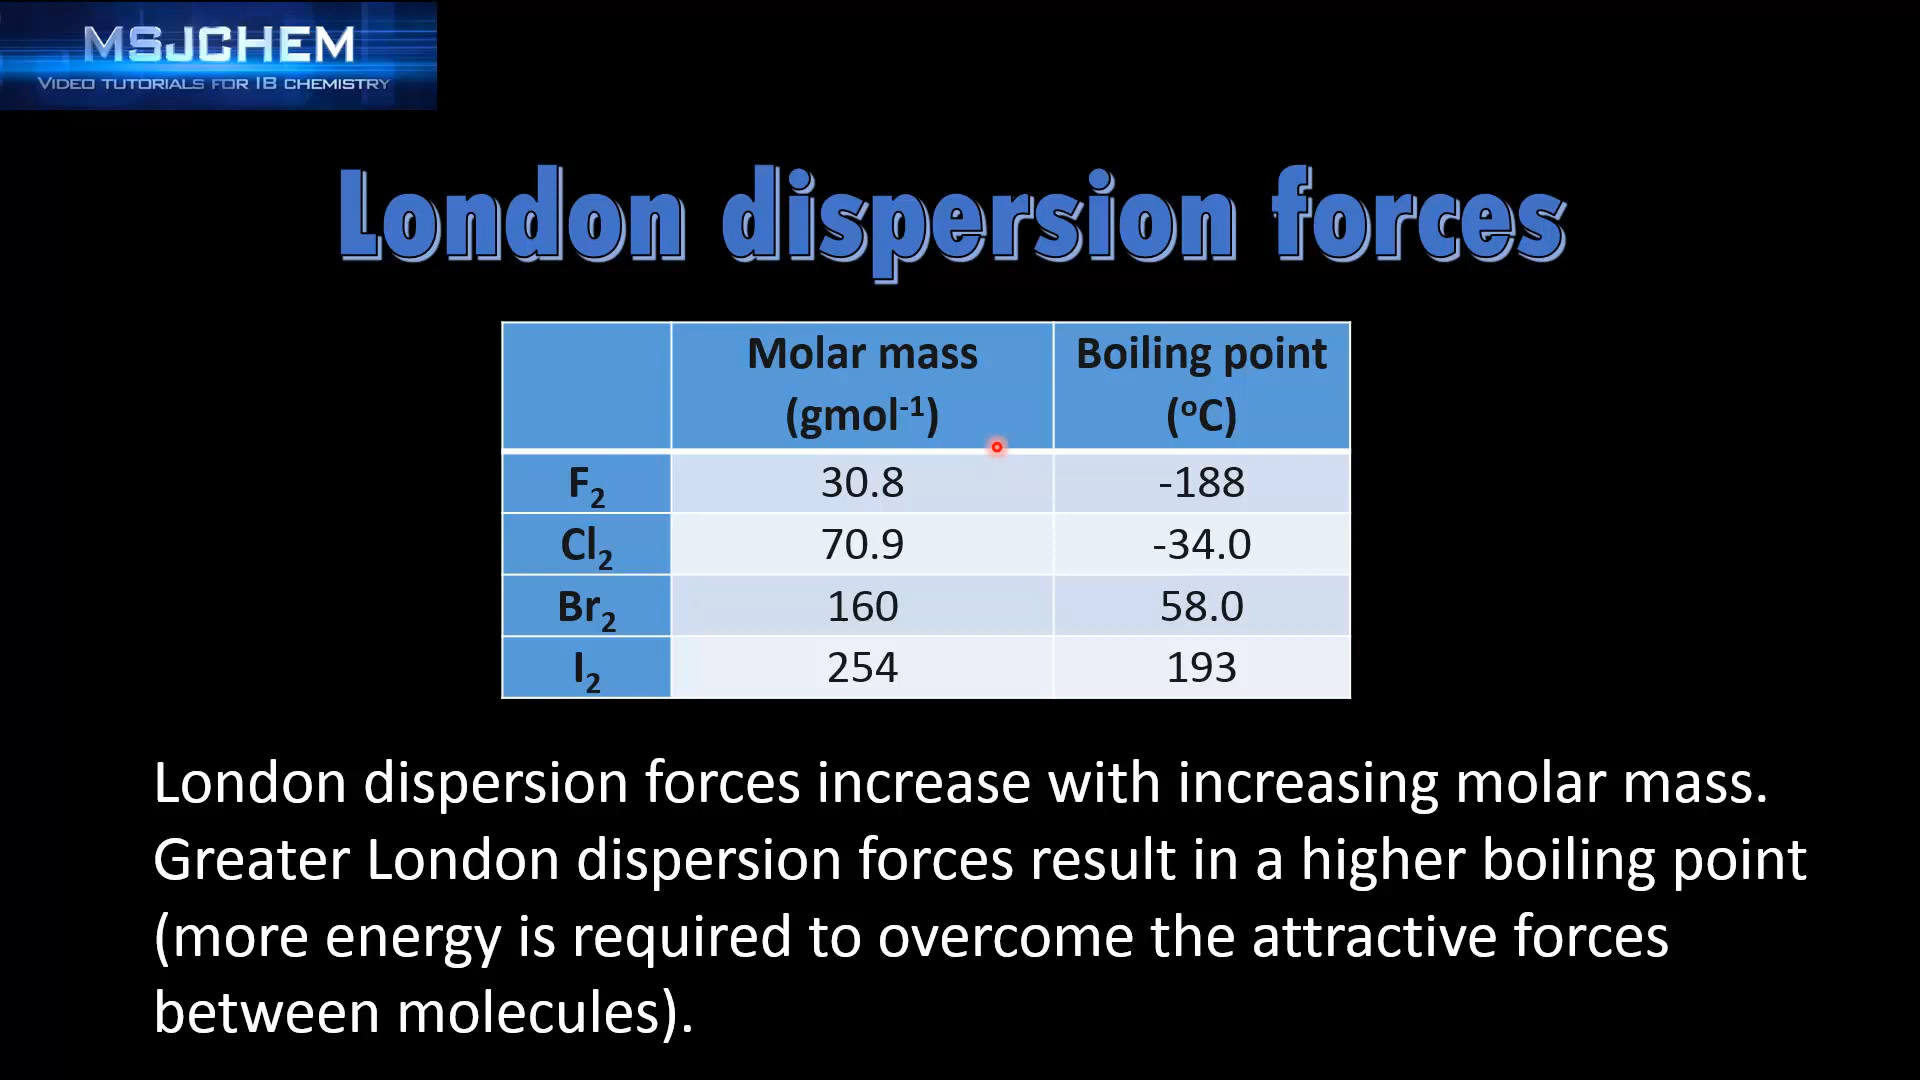 MSJCHEM
VIDEO TUTORIALS FOR IB CHEMISTRY
London dispersion forces
Molar mass (gmol⁻¹) Boiling point (ᵒC)
F₂ 30.8 -188
Cl₂ 70.9 -34.0
Br₂ 160 58.0
I₂ 254 193
London dispersion forces increase with increasing molar mass.
Greater London dispersion forces result in a higher boiling point
(more energy is required to overcome the attractive forces
between molecules).